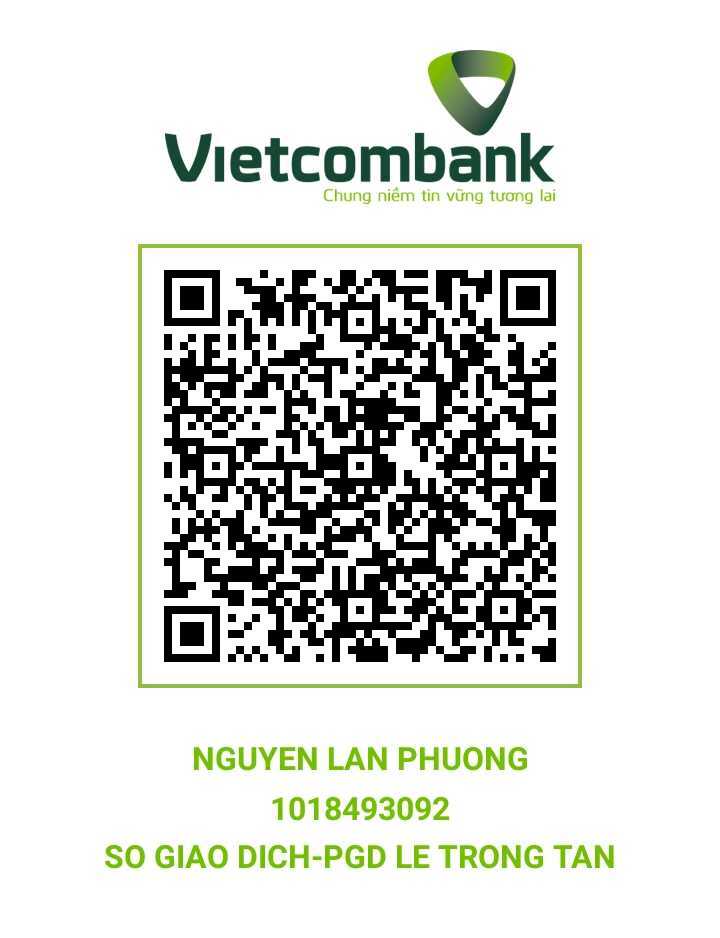 Vietcombank
Chung niềm tin vững tương lai
NGUYEN LAN PHUONG
1018493092
SO GIAO DICH-PGD LE TRONG TAN